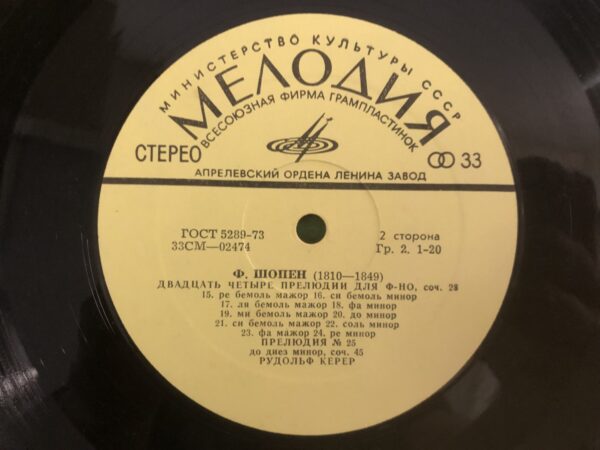 МИНИСТЕРСТВО КУЛЬТУРЫ СССР
МЕЛОДИЯ
ВСЕСОЮЗНАЯ ФИРМА ГРАМПЛАСТИНОК
СТЕРЕО
33
АПРЕЛЕВСКИЙ ОРДЕНА ЛЕНИНА ЗАВОД
ГОСТ 5289-73
33СМ—02474
2 сторона
Гр. 2. 1-20
Ф. ШОПЕН (1810—1849)
ДВАДЦАТЬ ЧЕТЫРЕ ПРЕЛЮДИИ ДЛЯ Ф-НО, соч. 28
15. ре бемоль мажор 16. си бемоль минор
17. ля бемоль мажор 18. фа минор
19. ми бемоль мажор 20. до минор
21. си бемоль мажор 22. соль минор
23. фа мажор 24. ре минор
ПРЕЛЮДИЯ № 25
до диез минор, соч. 45
РУДОЛЬФ КЕРЕР